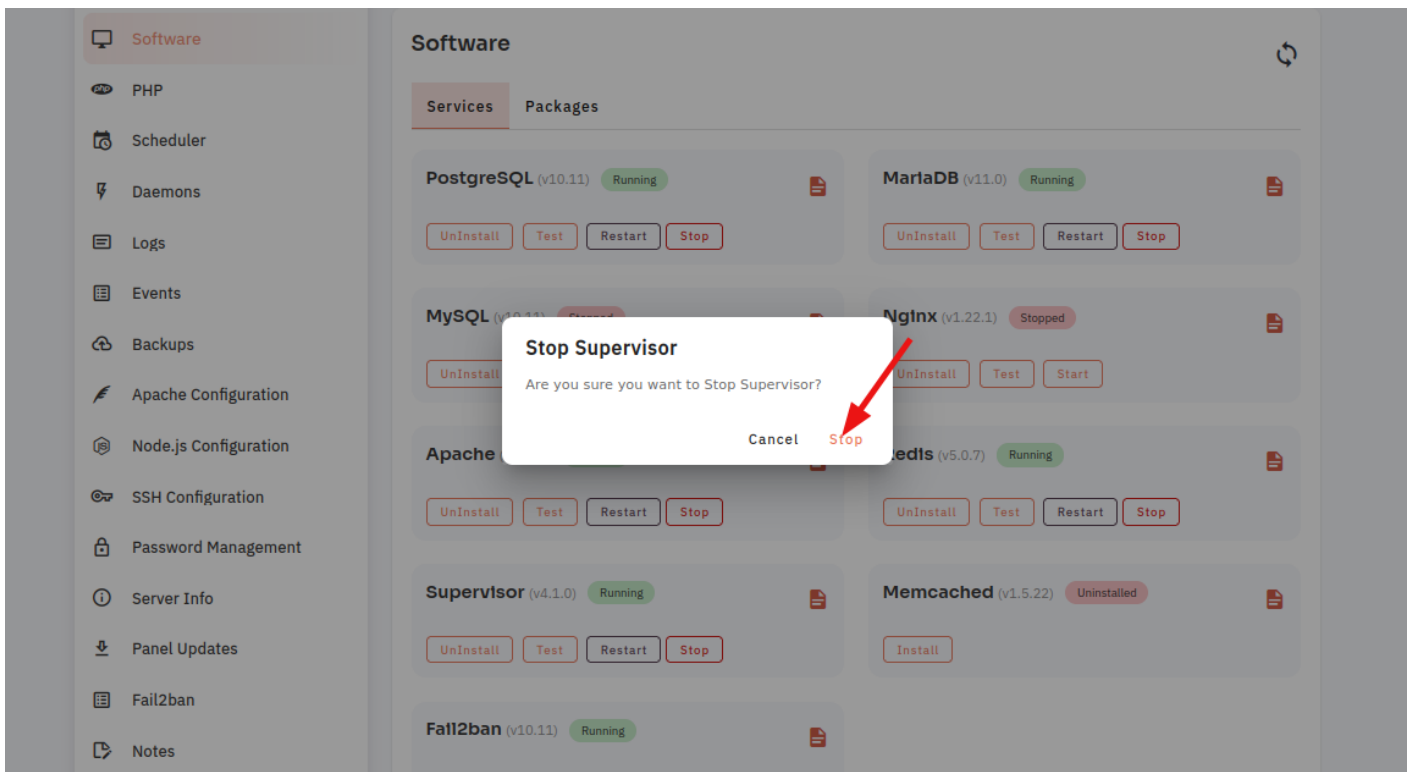 Software
PHP
Scheduler
Daemons
Logs
Events
Backups
Apache Configuration
Node.js Configuration
SSH Configuration
Password Management
Server Info
Panel Updates
Fail2ban
Notes
Software
Services Packages
PostgreSQL (v10.11) Running
UnInstall Test Restart Stop
MariaDB (v11.0) Running
UnInstall Test Restart Stop
MySQL
UnInstall
Nginx (v1.22.1) Stopped
UnInstall Test Start
Stop Supervisor
Are you sure you want to Stop Supervisor?
Cancel Stop
Apache
UnInstall Test Restart Stop
Redis (v5.0.7) Running
UnInstall Test Restart Stop
Supervisor (v4.1.0) Running
UnInstall Test Restart Stop
Memcached (v1.5.22) Uninstalled
Install
Fail2ban (v10.11) Running